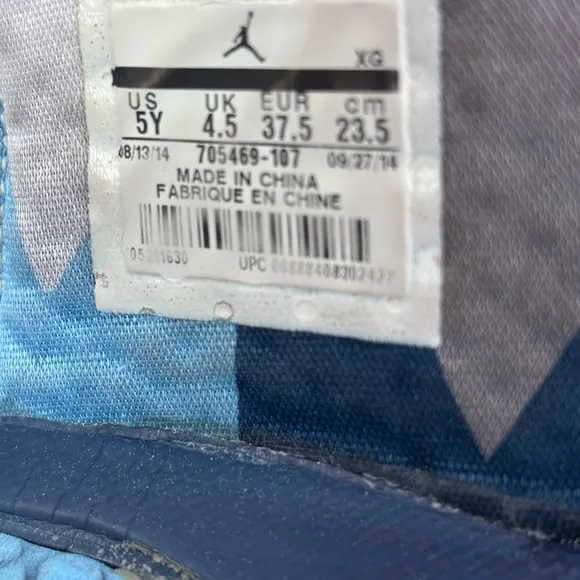 XG
US UK EUR cm
5Y 4.5 37.5 23.5
08/13/14 705469-107 09/27/14
MADE IN CHINA
FABRIQUE EN CHINE
UPC